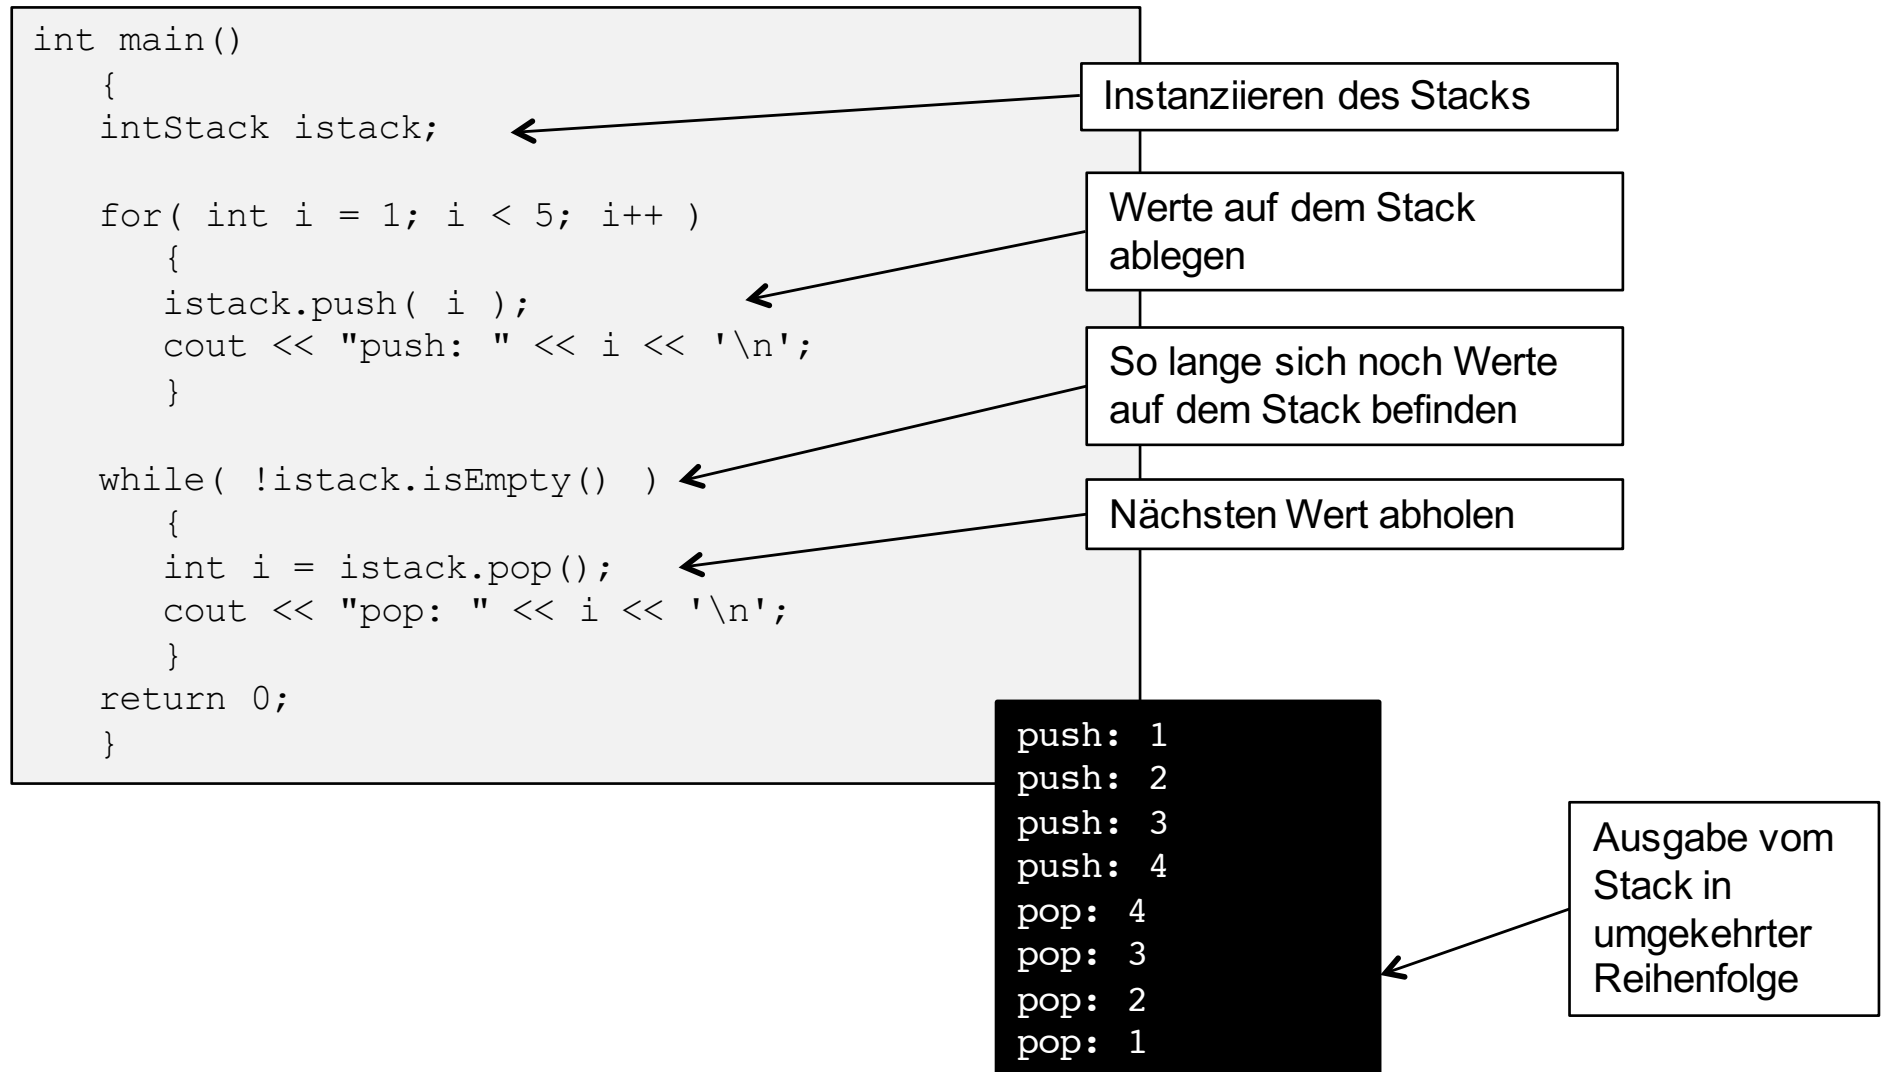 int main()
{
intStack istack;
for( int i = 1; i < 5; i++ )
{
istack.push( i );
cout << "push: " << i << '\n';
}
while( !istack.isEmpty() )
{
int i = istack.pop();
cout << "pop: " << i << '\n';
}
return 0;
}
Instanziieren des Stacks
Werte auf dem Stack
ablegen
So lange sich noch Werte
auf dem Stack befinden
Nächsten Wert abholen
push: 1
push: 2
push: 3
push: 4
pop: 4
pop: 3
pop: 2
pop: 1
Ausgabe vom
Stack in
umgekehrter
Reihenfolge